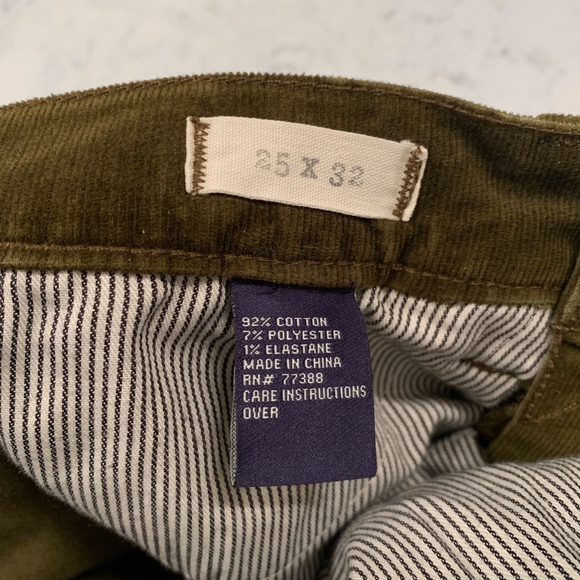 25 X 32
92% COTTON
7% POLYESTER
1% ELASTANE
MADE IN CHINA
RN# 77388
CARE INSTRUCTIONS
OVER